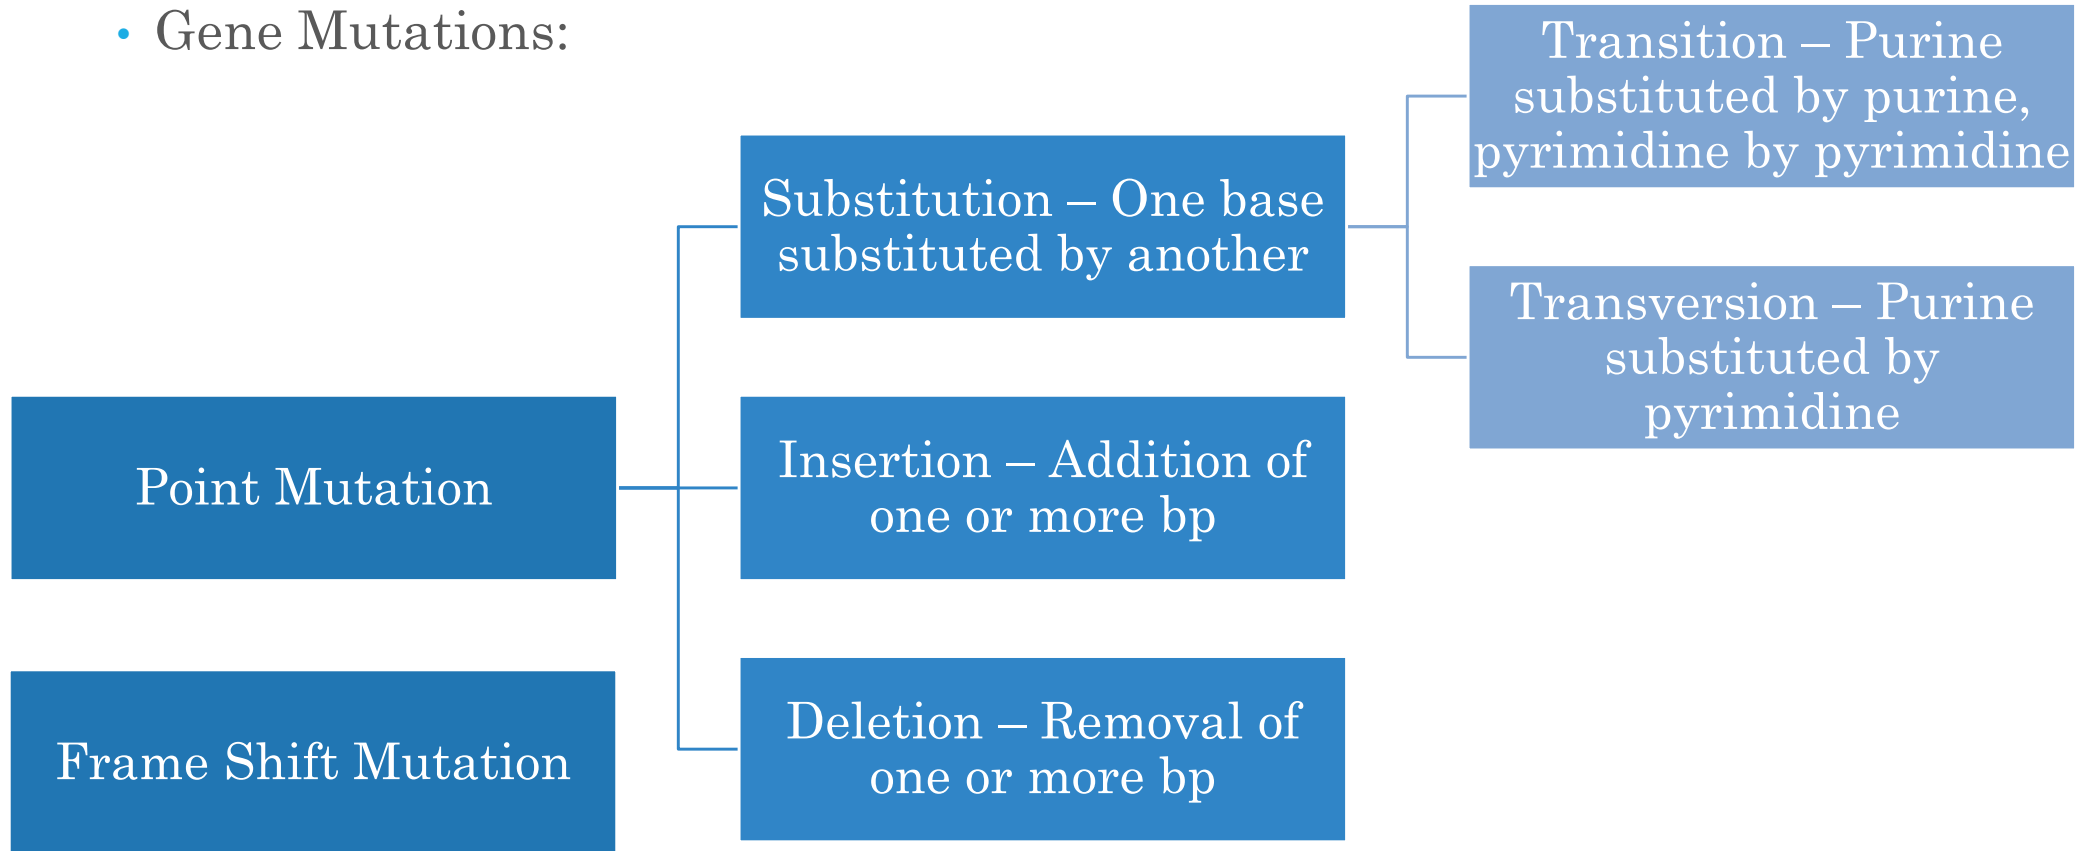 • Gene Mutations:
Point Mutation
Frame Shift Mutation
Substitution – One base
substituted by another
Insertion – Addition of
one or more bp
Deletion – Removal of
one or more bp
Transition – Purine
substituted by purine,
pyrimidine by pyrimidine
Transversion – Purine
substituted by
pyrimidine